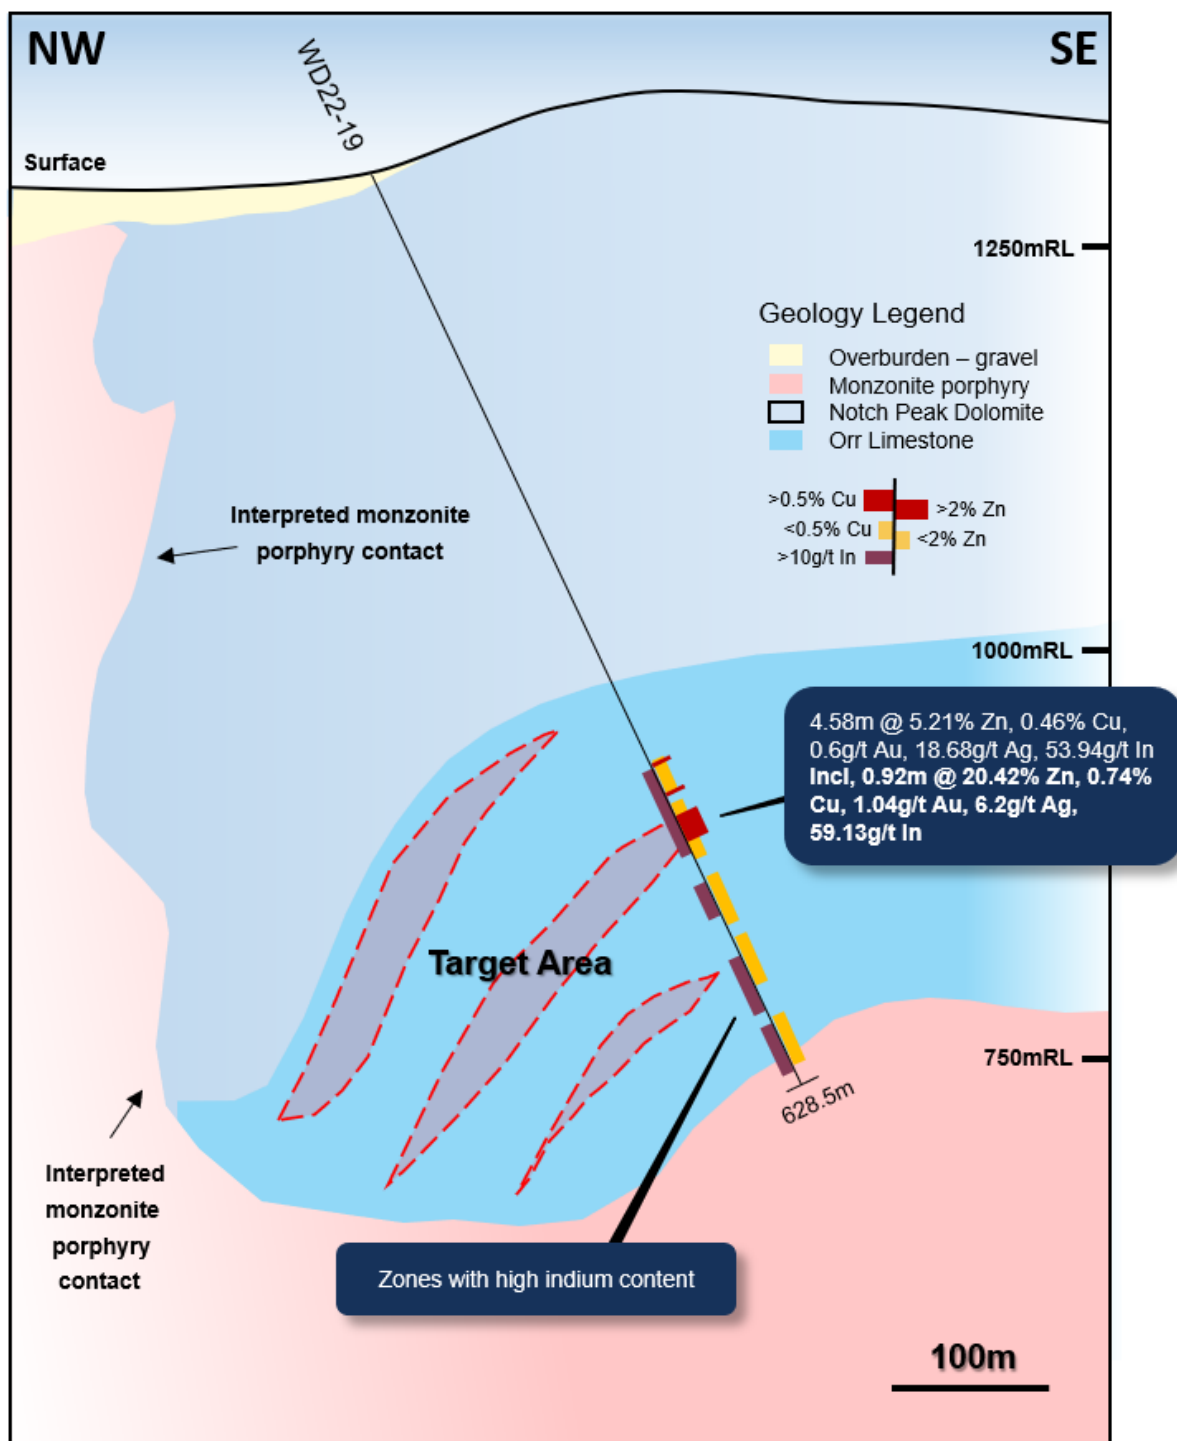 NW
SE
WD22-19
Surface
1250mRL
Geology Legend
Overburden – gravel
Monzonite porphyry
Notch Peak Dolomite
Orr Limestone
>0.5% Cu
>2% Zn
<0.5% Cu
<2% Zn
>10g/t In
Interpreted monzonite
porphyry contact
1000mRL
4.58m @ 5.21% Zn, 0.46% Cu,
0.6g/t Au, 18.68g/t Ag, 53.94g/t In
Incl, 0.92m @ 20.42% Zn, 0.74%
Cu, 1.04g/t Au, 6.2g/t Ag,
59.13g/t In
Target Area
750mRL
628.5m
Interpreted
monzonite
porphyry
contact
Zones with high indium content
100m